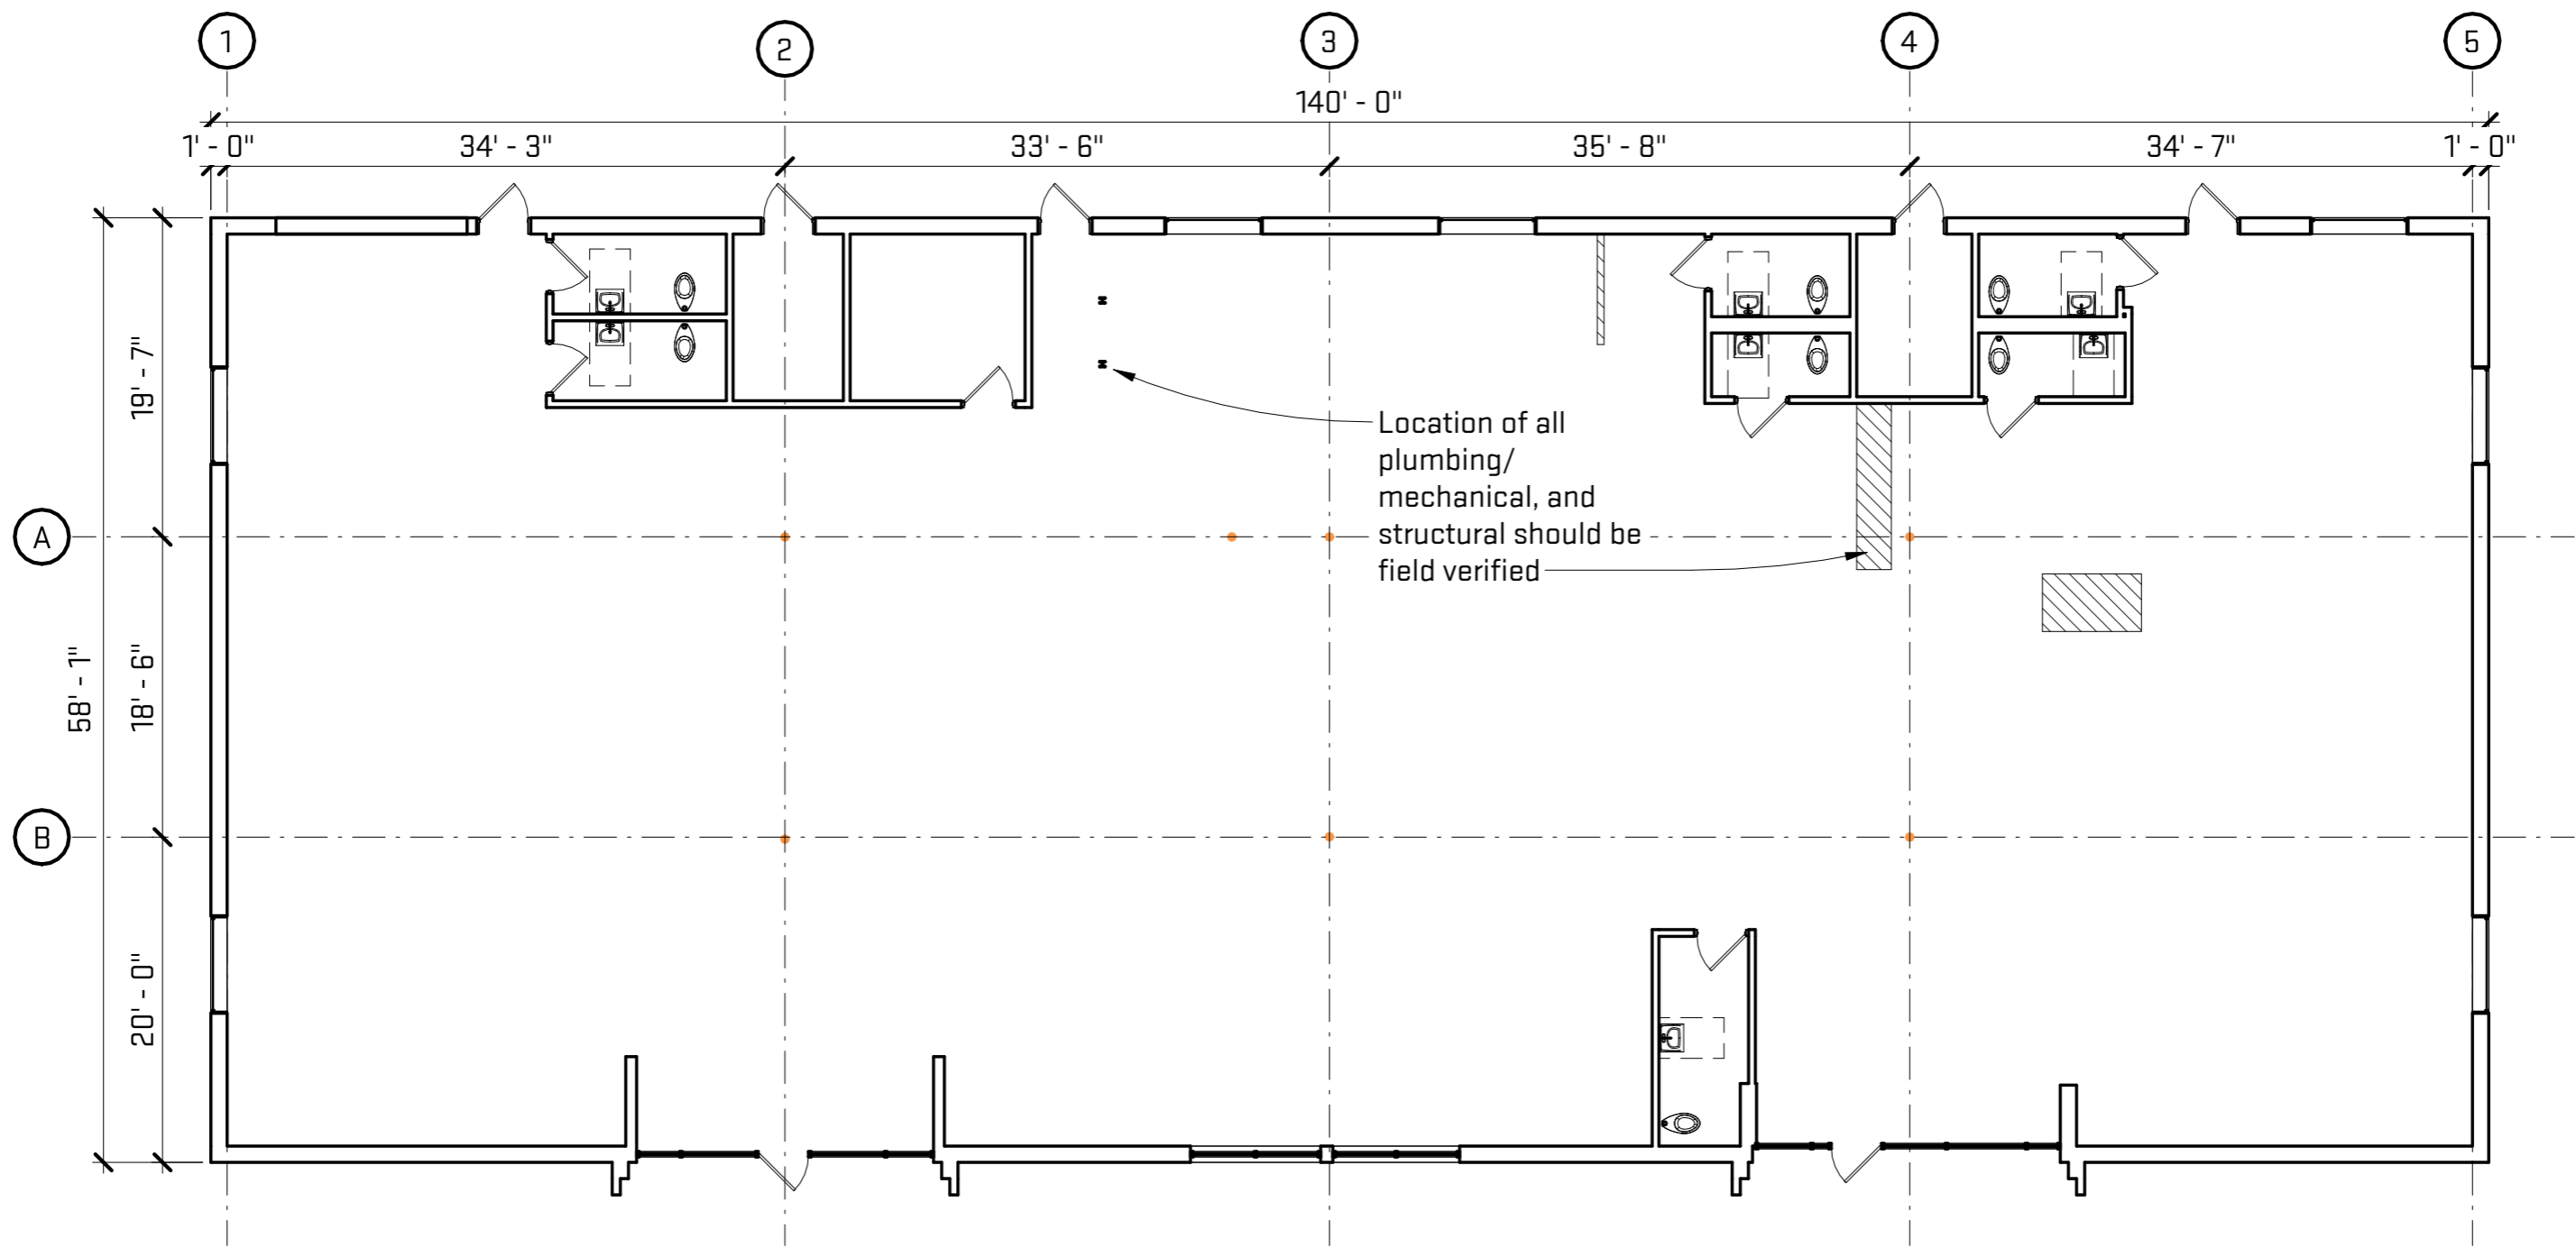 1
2
3
4
5
140' - 0"
1' - 0"
34' - 3"
33' - 6"
35' - 8"
34' - 7"
1' - 0"
19' - 7"
Location of all
plumbing/
mechanical, and
structural should be
field verified
A
58' - 1"
18' - 6"
B
20' - 0"